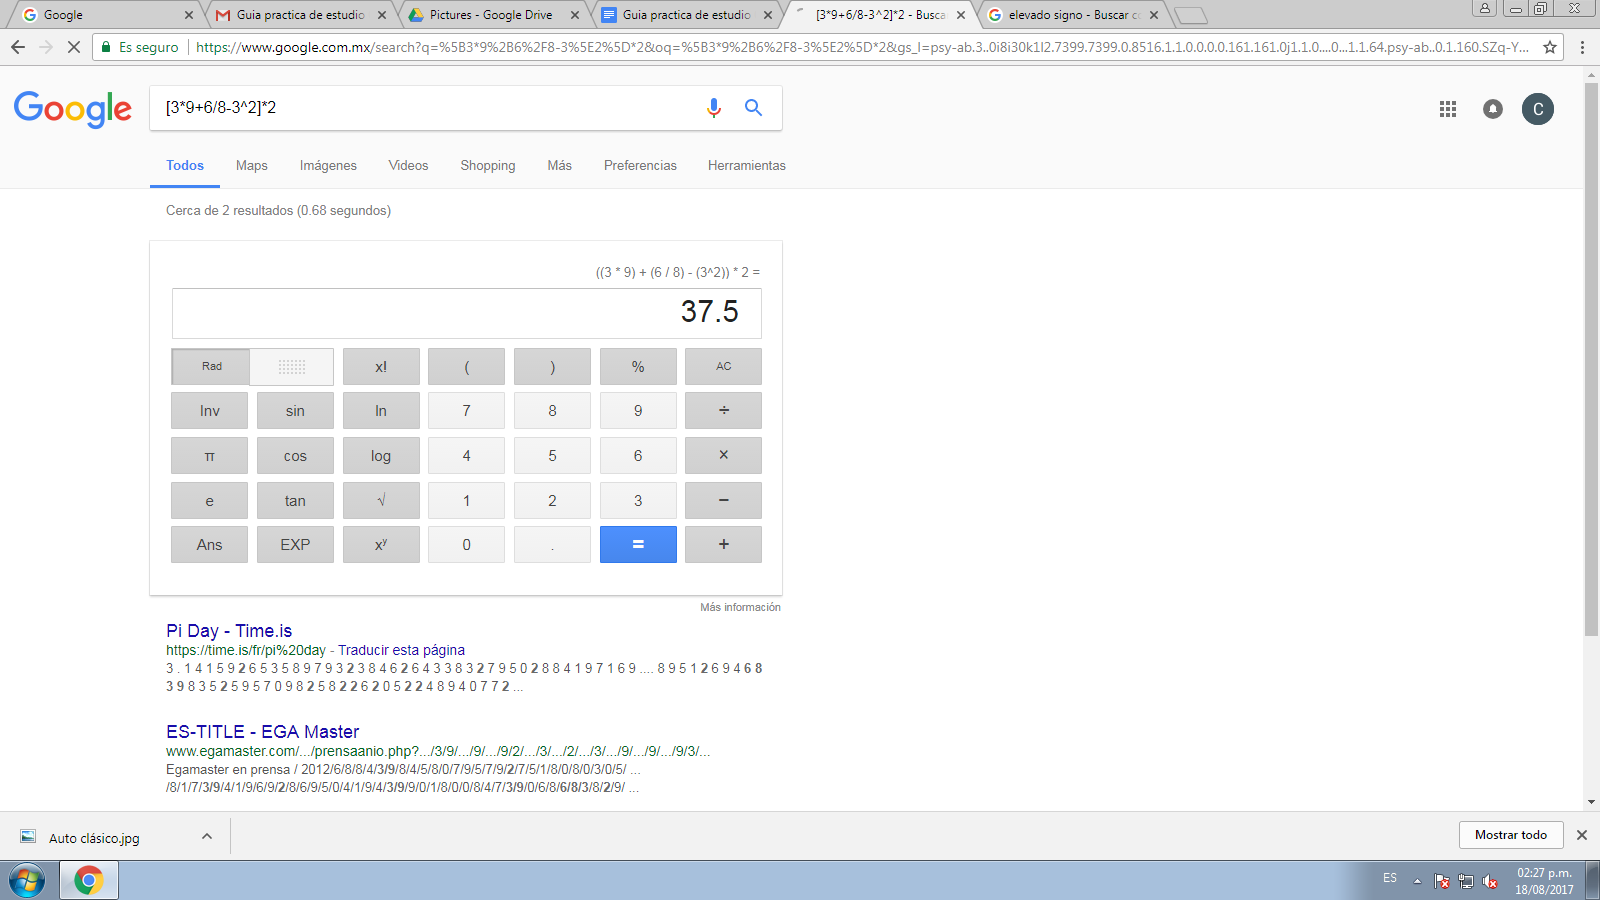 Google
Guia practica de estudio
Pictures - Google Drive
Guia practica de estudio
[3*9+6/8-3^2]*2 - Busca
elevado signo - Buscar co
Es seguro
https://www.google.com.mx/search?q=%5B3*9%2B6%2F8-3%5E2%5D*2&oq=%5B3*9%2B6%2F8-3%5E2%5D*2&gs_l=psy-ab.3..0i8i30k1l2.7399.7399.0.8516.1.1.0.0.0.0.161.161.0j1.1.0....0...1.1.64.psy-ab..0.1.160.SZq-Y...
Google
[3*9+6/8-3^2]*2
C
Todos Maps Imágenes Videos Shopping Más Preferencias Herramientas
Cerca de 2 resultados (0.68 segundos)
((3 * 9) + (6 / 8) - (3^2)) * 2 =
37.5
Rad x! ( ) % AC
Inv sin ln 7 8 9 ÷
π cos log 4 5 6 ×
e tan √ 1 2 3 −
Ans EXP xʸ 0 . = +
Más información
Pi Day - Time.is
https://time.is/fr/pi%20day - Traducir esta página
3 . 1 4 1 5 9 2 6 5 3 5 8 9 7 9 3 2 3 8 4 6 2 6 4 3 3 8 3 2 7 9 5 0 2 8 8 4 1 9 7 1 6 9 .... 8 9 5 1 2 6 9 4 6 8
3 9 8 3 5 2 5 9 5 7 0 9 8 2 5 8 2 2 6 2 0 5 2 2 4 8 9 4 0 7 7 2 ...
ES-TITLE - EGA Master
www.egamaster.com/.../prensaanio.php?.../3/9/.../9/.../9/2/.../3/.../2/.../3/.../9/.../9/.../9/3/...
Egamaster en prensa / 2012/6/8/8/4/3/9/8/4/5/8/0/7/9/5/7/9/2/7/5/1/8/0/8/0/3/0/5/ ...
/8/1/7/3/9/4/1/9/6/9/2/8/6/9/5/0/4/1/9/4/3/9/9/0/1/8/0/0/8/4/7/3/9/0/6/8/6/8/3/8/2/9/ ...
Auto clásico.jpg
Mostrar todo
ES
02:27 p.m.
18/08/2017